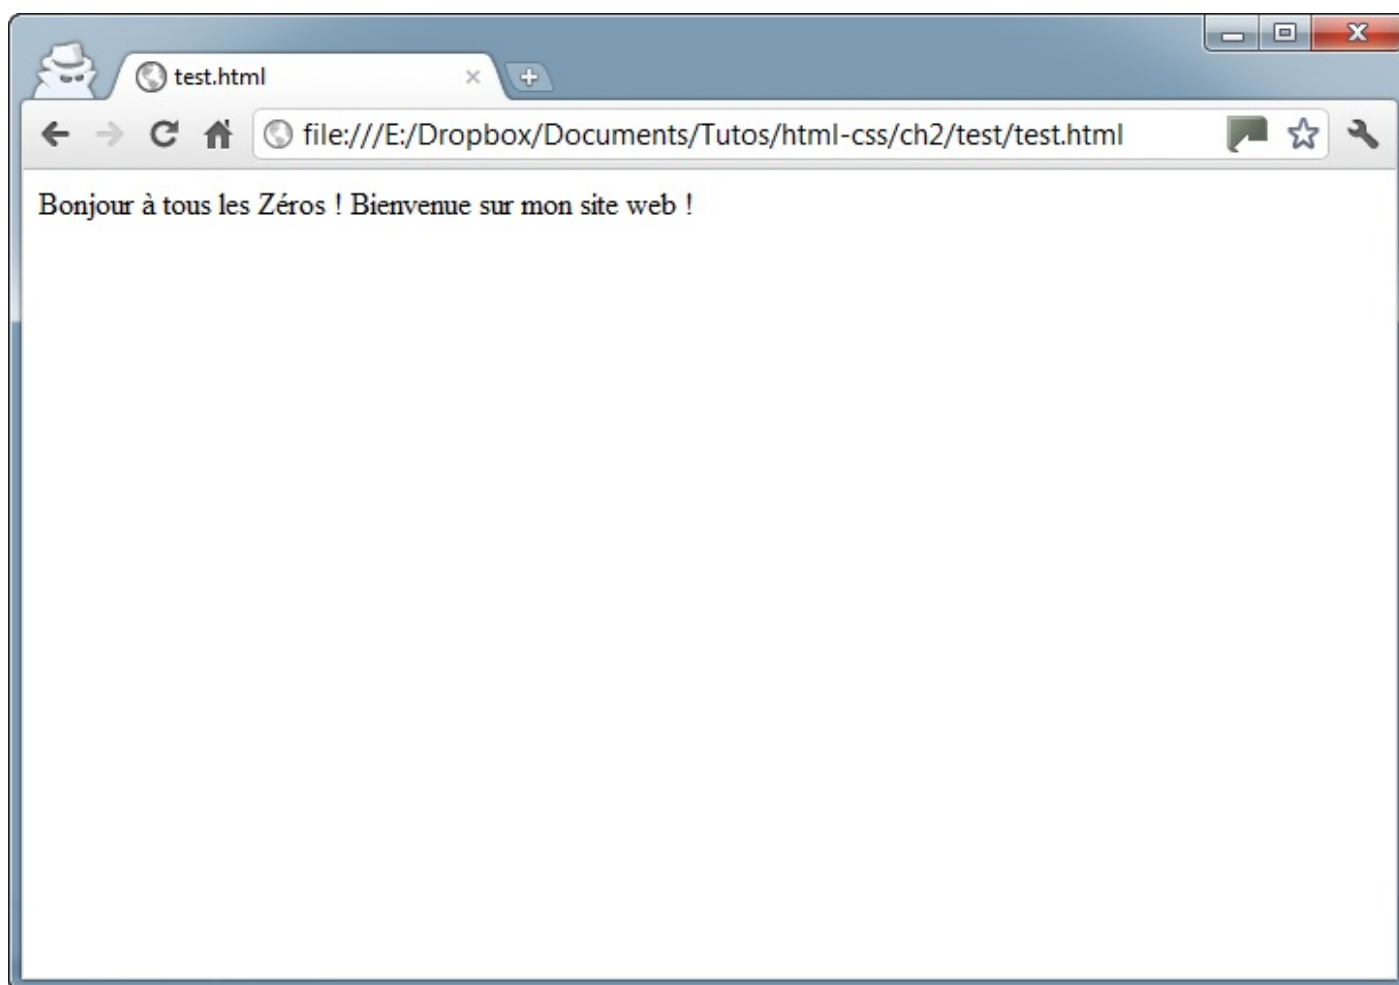 test.html
file:///E:/Dropbox/Documents/Tutos/html-css/ch2/test/test.html
Bonjour à tous les Zéros ! Bienvenue sur mon site web !